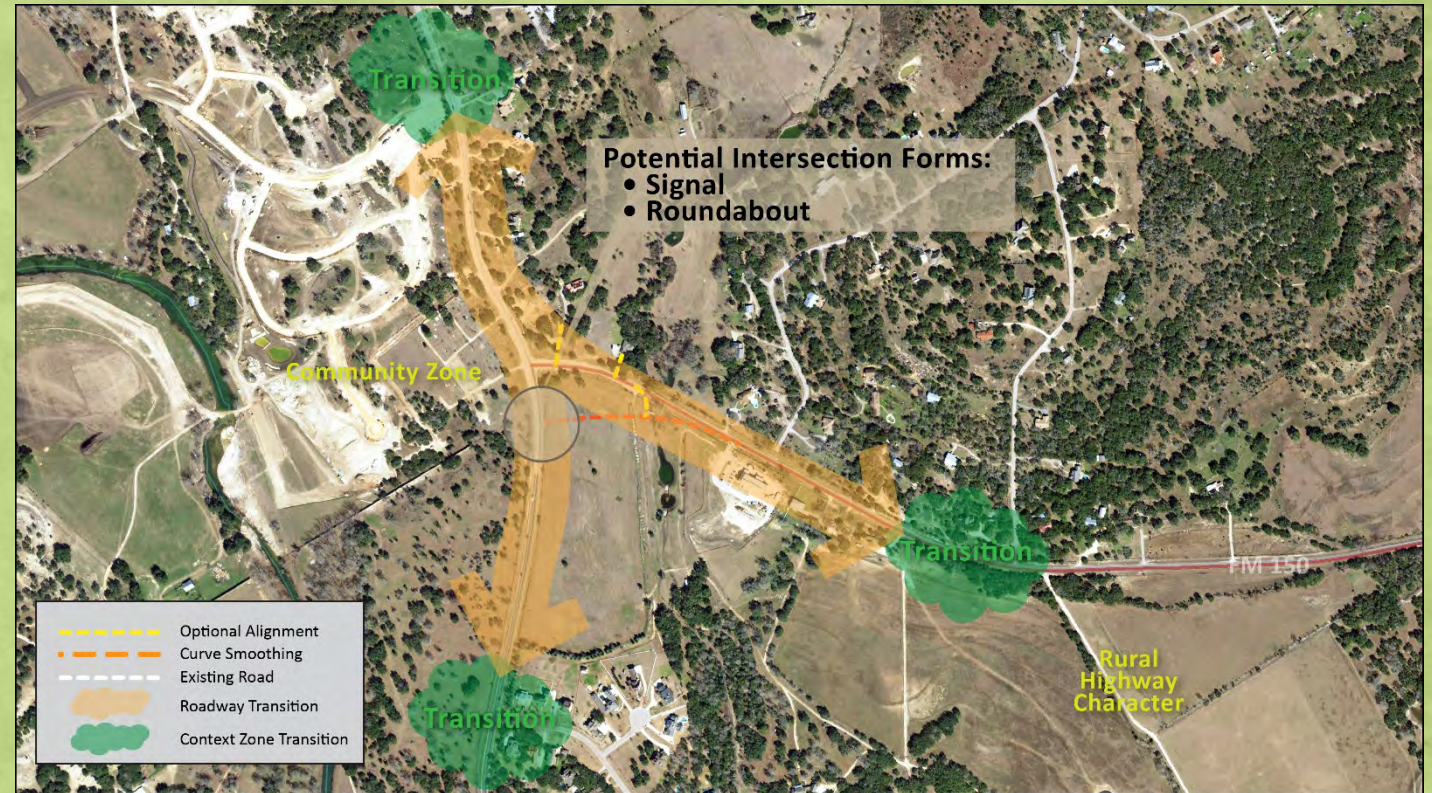 Transition
Potential Intersection Forms:
• Signal
• Roundabout
Community Zone
Transition
FM 150
Rural
Highway
Character
Transition
Optional Alignment
Curve Smoothing
Existing Road
Roadway Transition
Context Zone Transition